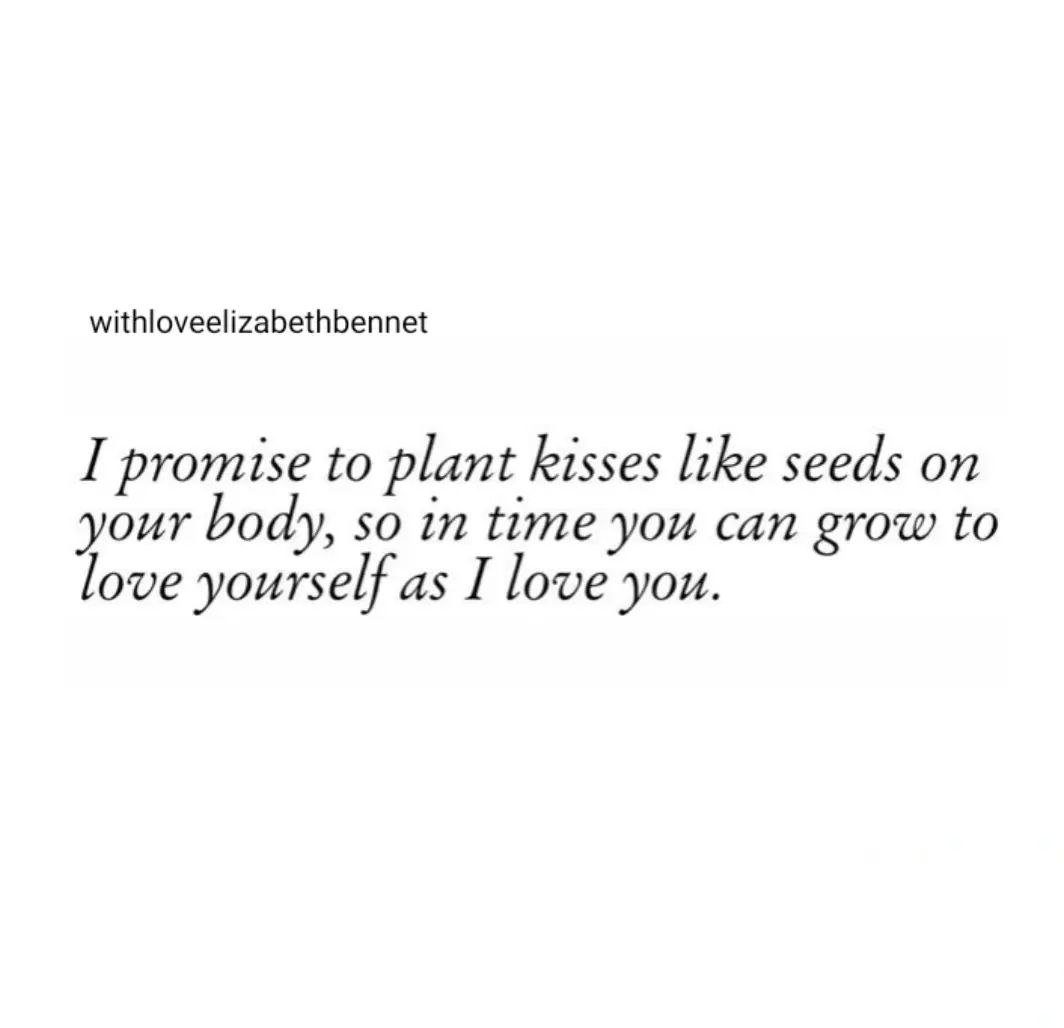 withloveelizabethbennet
I promise to plant kisses like seeds on
your body, so in time you can grow to
love yourself as I love you.